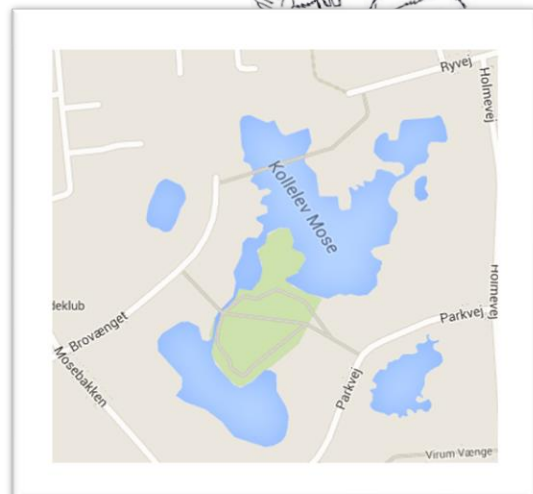 Ryvej
Holmevej
Kollelev Mose
Holmevej
deklub
Parkvej
Brovænget
Mosebakken
Parkvej
Virum Vænge